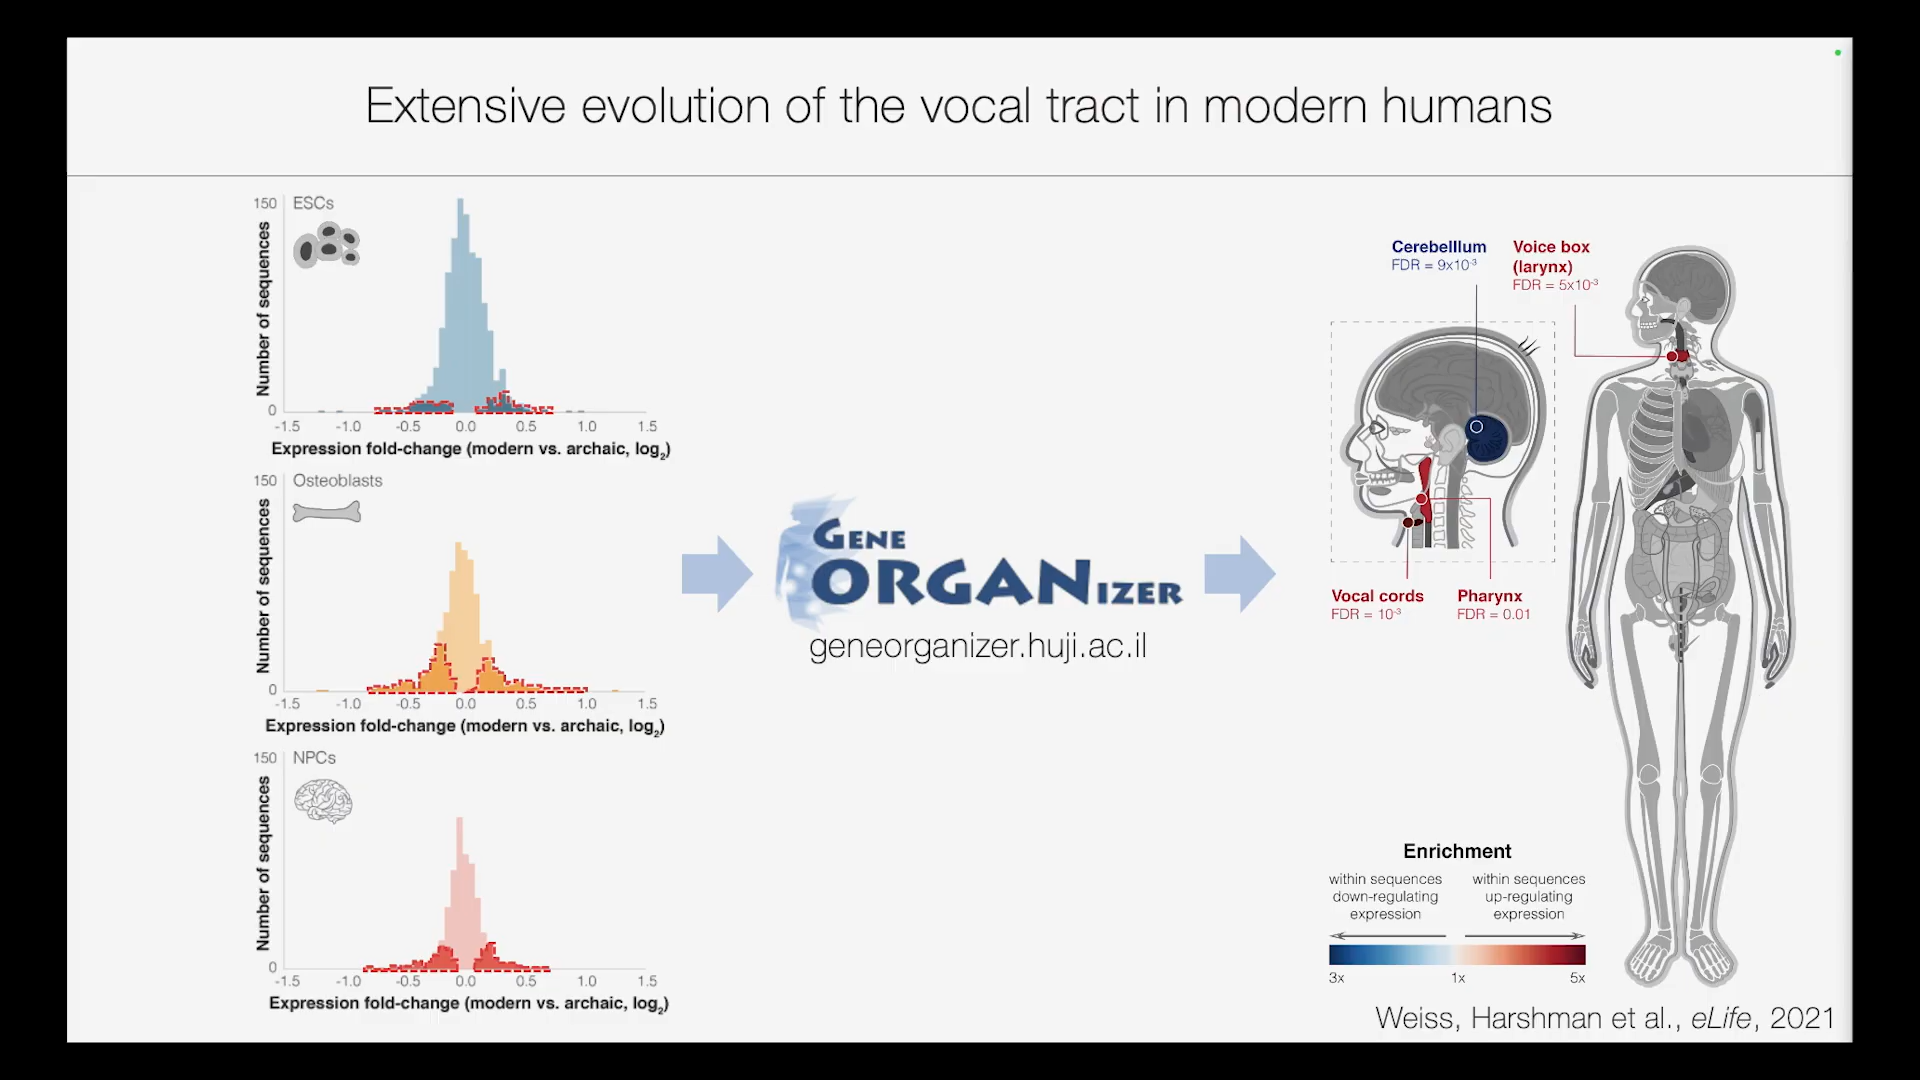 Extensive evolution of the vocal tract in modern humans
150
ESCs
Number of sequences
0
-1.5 -1.0 -0.5 0.0 0.5 1.0 1.5
Expression fold-change (modern vs. archaic, log₂)
150
Osteoblasts
Number of sequences
0
-1.5 -1.0 -0.5 0.0 0.5 1.0 1.5
Expression fold-change (modern vs. archaic, log₂)
150
NPCs
Number of sequences
0
-1.5 -1.0 -0.5 0.0 0.5 1.0 1.5
Expression fold-change (modern vs. archaic, log₂)
GENE
ORGANIZER
geneorganizer.huji.ac.il
Cerebelllum
FDR = 9x10⁻³
Voice box
(larynx)
FDR = 5x10⁻³
Vocal cords
FDR = 10⁻³
Pharynx
FDR = 0.01
Enrichment
within sequences
down-regulating
expression
within sequences
up-regulating
expression
3x 1x 5x
Weiss, Harshman et al., eLife, 2021